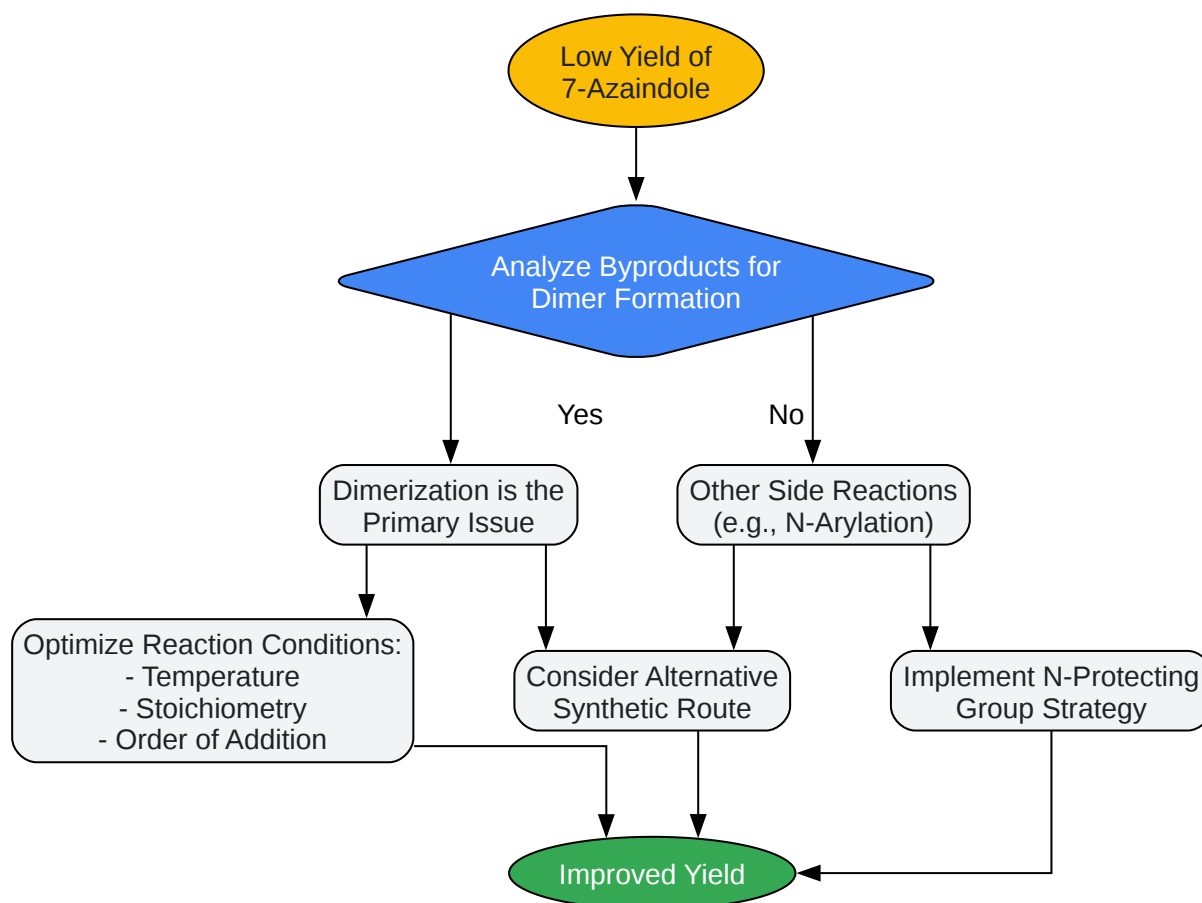 Low Yield of
7-Azaindole
Analyze Byproducts for
Dimer Formation
Yes
No
Dimerization is the
Primary Issue
Other Side Reactions
(e.g., N-Arylation)
Optimize Reaction Conditions:
- Temperature
- Stoichiometry
- Order of Addition
Consider Alternative
Synthetic Route
Implement N-Protecting
Group Strategy
Improved Yield